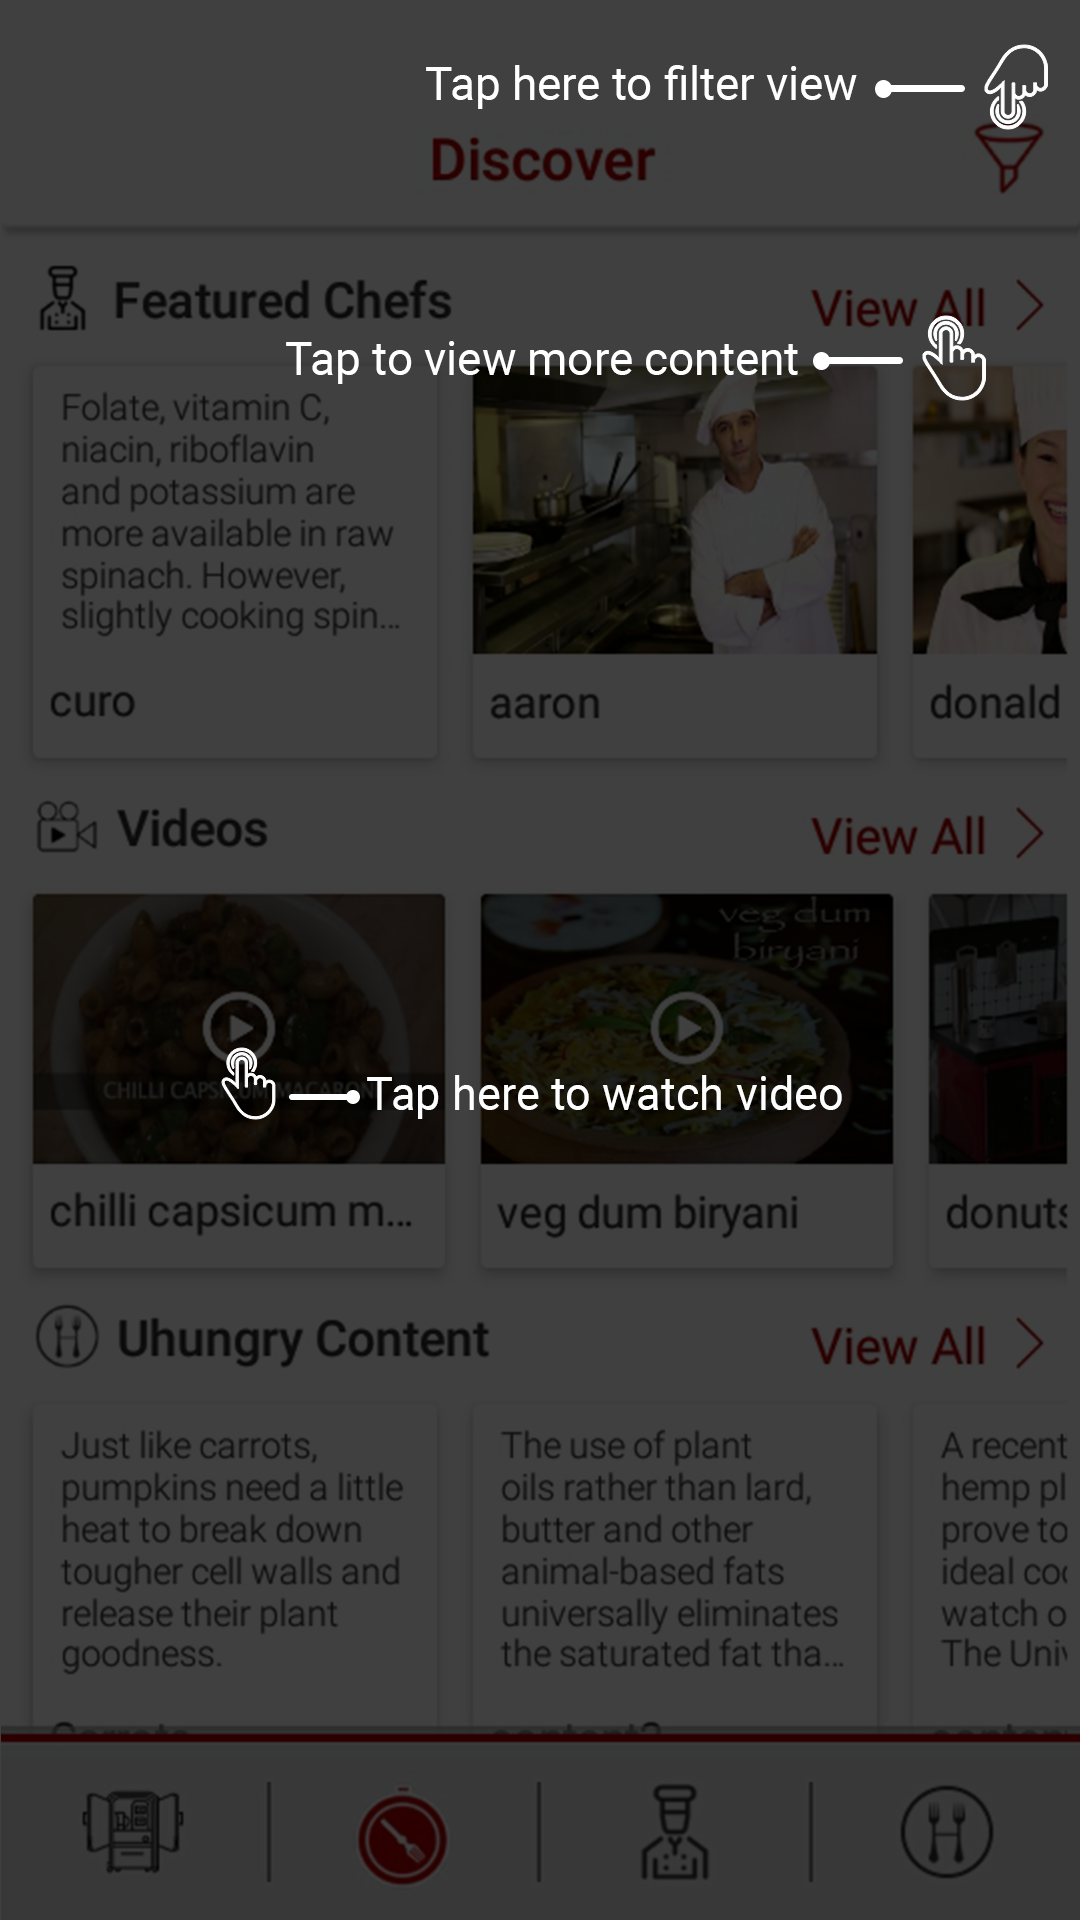 Tap here to filter view
Discover
Featured Chefs
View All
Tap to view more content
Folate, vitamin C,
niacin, riboflavin
and potassium are
more available in raw
spinach. However,
slightly cooking spin...
curo
aaron
donald
Videos
View All
veg dum
biryani
CHILLI CAPSICUM MACARONI
Tap here to watch video
chilli capsicum m...
veg dum biryani
donuts
Uhungry Content
View All
Just like carrots,
pumpkins need a little
heat to break down
tougher cell walls and
release their plant
goodness.
The use of plant
oils rather than lard,
butter and other
animal-based fats
universally eliminates
the saturated fat tha...
A recent
hemp pl
prove to
ideal coo
watch o
The Univ